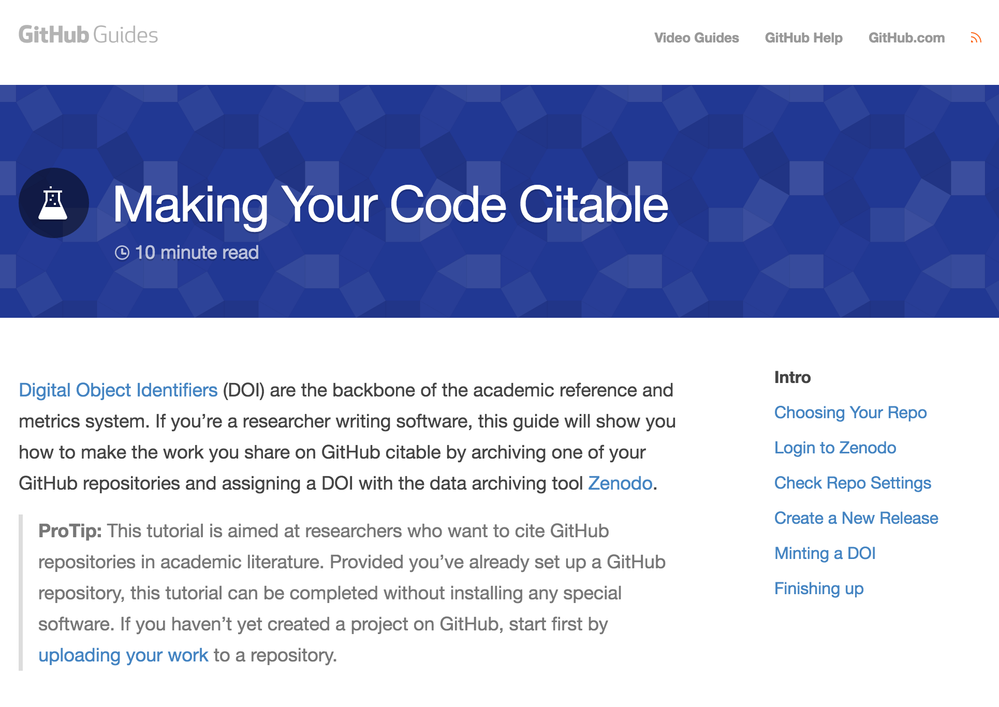 GitHub Guides
Video Guides
GitHub Help
GitHub.com
Making Your Code Citable
10 minute read
Digital Object Identifiers (DOI) are the backbone of the academic reference and
metrics system. If you’re a researcher writing software, this guide will show you
how to make the work you share on GitHub citable by archiving one of your
GitHub repositories and assigning a DOI with the data archiving tool Zenodo.
ProTip: This tutorial is aimed at researchers who want to cite GitHub
repositories in academic literature. Provided you’ve already set up a GitHub
repository, this tutorial can be completed without installing any special
software. If you haven’t yet created a project on GitHub, start first by
uploading your work to a repository.
Intro
Choosing Your Repo
Login to Zenodo
Check Repo Settings
Create a New Release
Minting a DOI
Finishing up